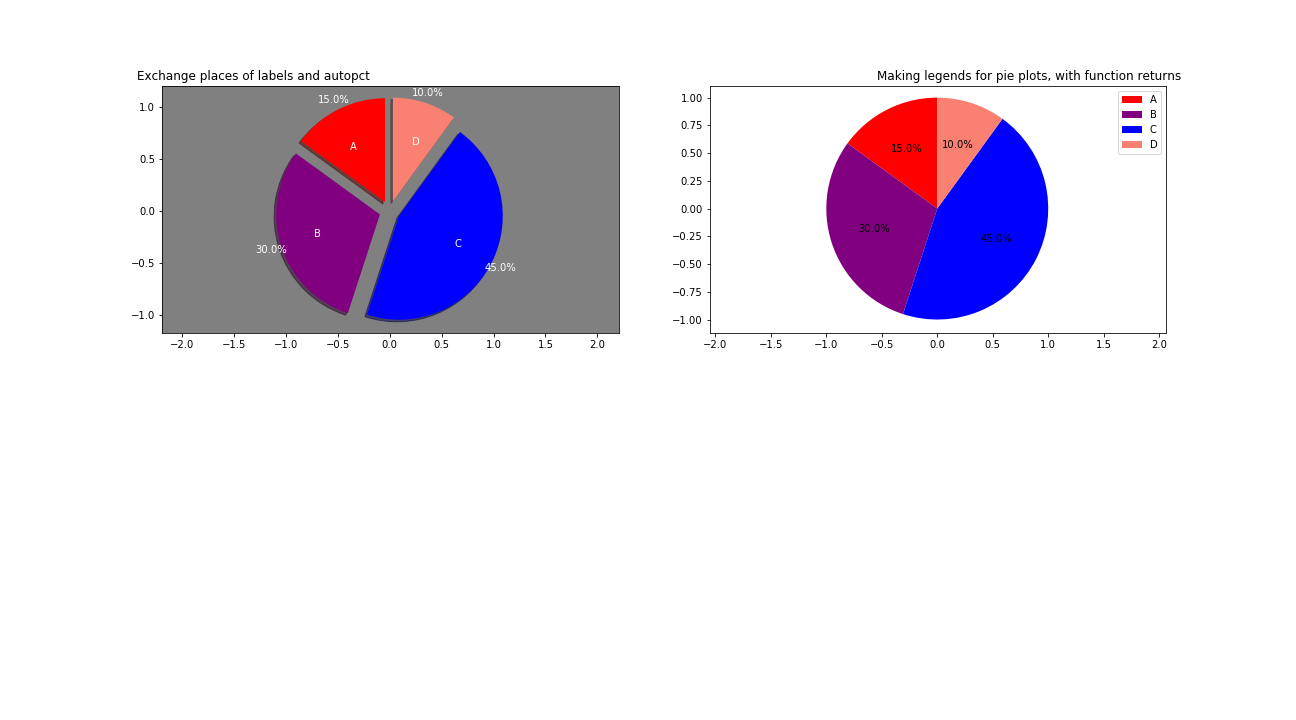 Exchange places of labels and autopct
1.0
0.5
0.0
−0.5
−1.0
15.0%
10.0%
A
D
B
C
30.0%
45.0%
−2.0 −1.5 −1.0 −0.5 0.0 0.5 1.0 1.5 2.0
Making legends for pie plots, with function returns
1.00
0.75
0.50
0.25
0.00
−0.25
−0.50
−0.75
−1.00
15.0%
10.0%
30.0%
45.0%
A
B
C
D
−2.0 −1.5 −1.0 −0.5 0.0 0.5 1.0 1.5 2.0